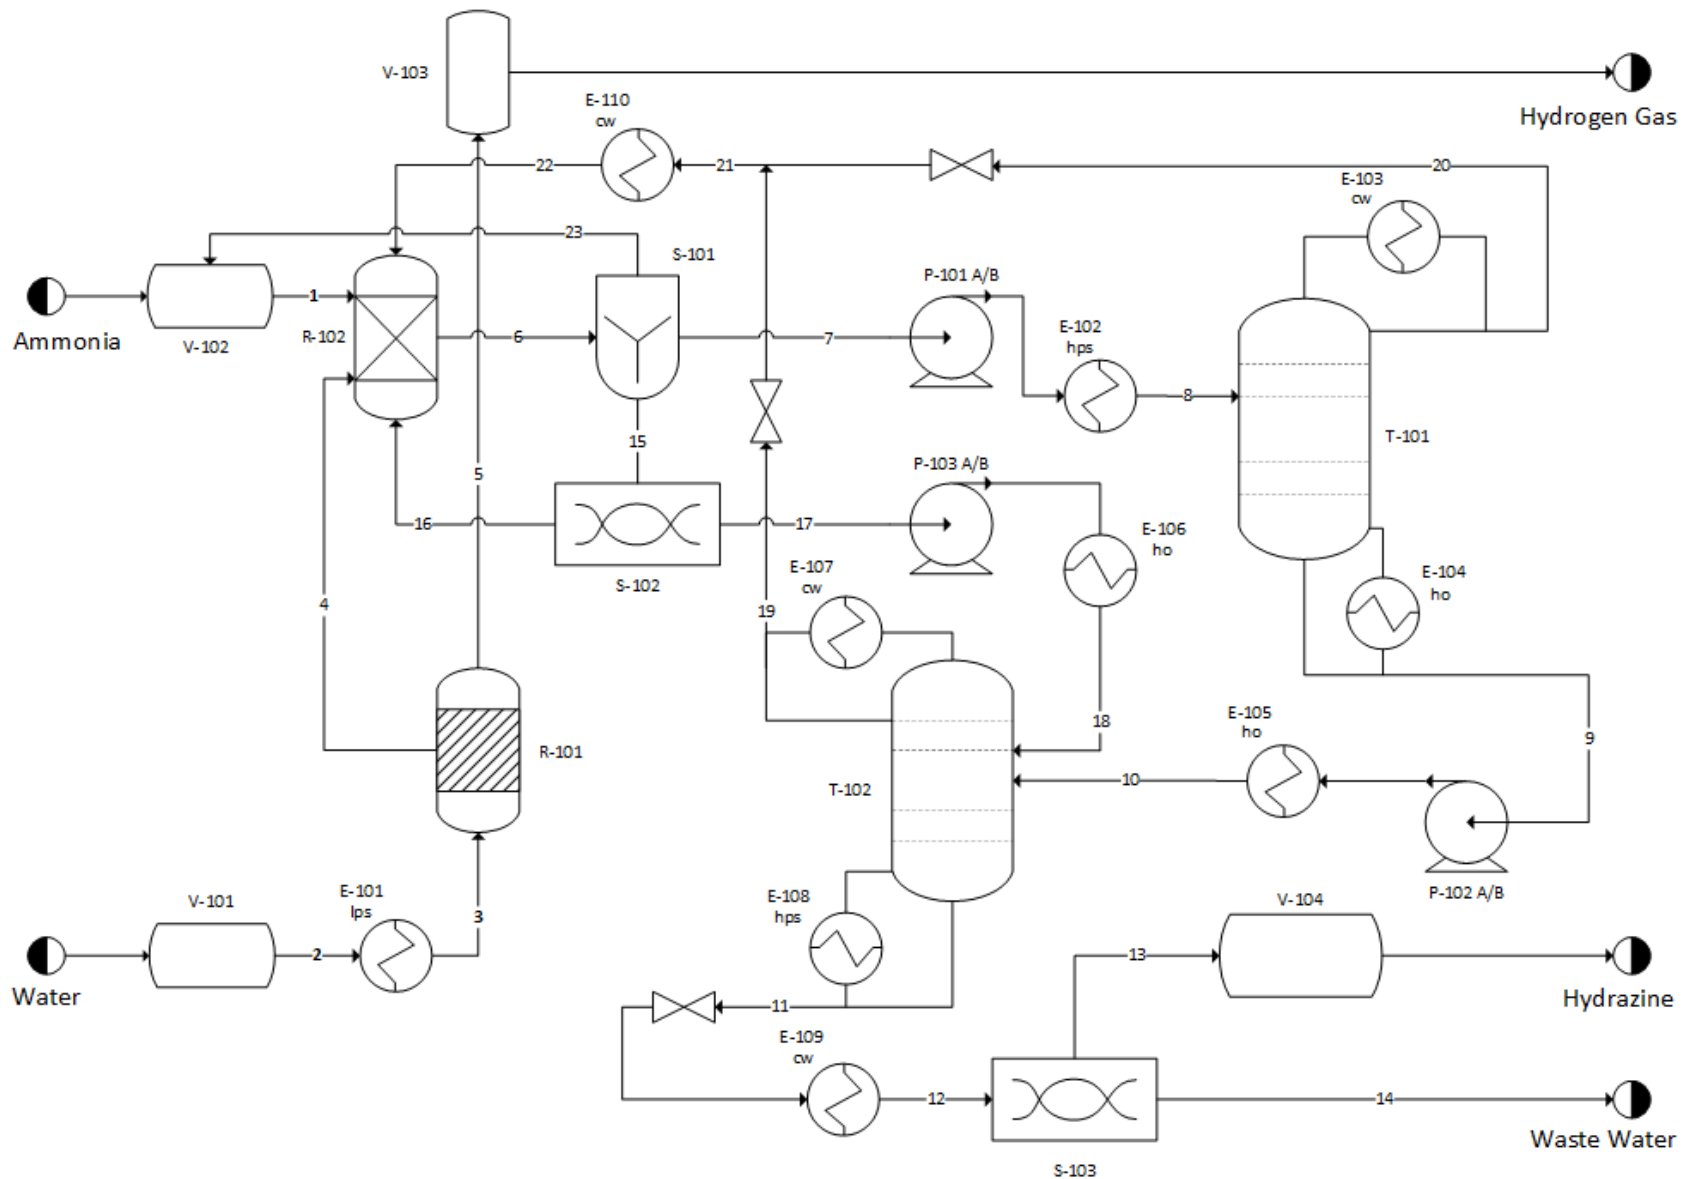 V-103
E-110
cw
Hydrogen Gas
22
21
20
E-103
cw
23
S-101
P-101 A/B
Ammonia
1
V-102
R-102
6
7
E-102
hps
8
T-101
15
P-103 A/B
5
16
17
S-102
E-106
ho
E-107
cw
E-104
ho
4
19
18
E-105
ho
9
R-101
T-102
10
P-102 A/B
V-101
E-101
lps
3
E-108
hps
V-104
Water
2
13
Hydrazine
11
E-109
cw
12
14
Waste Water
S-103